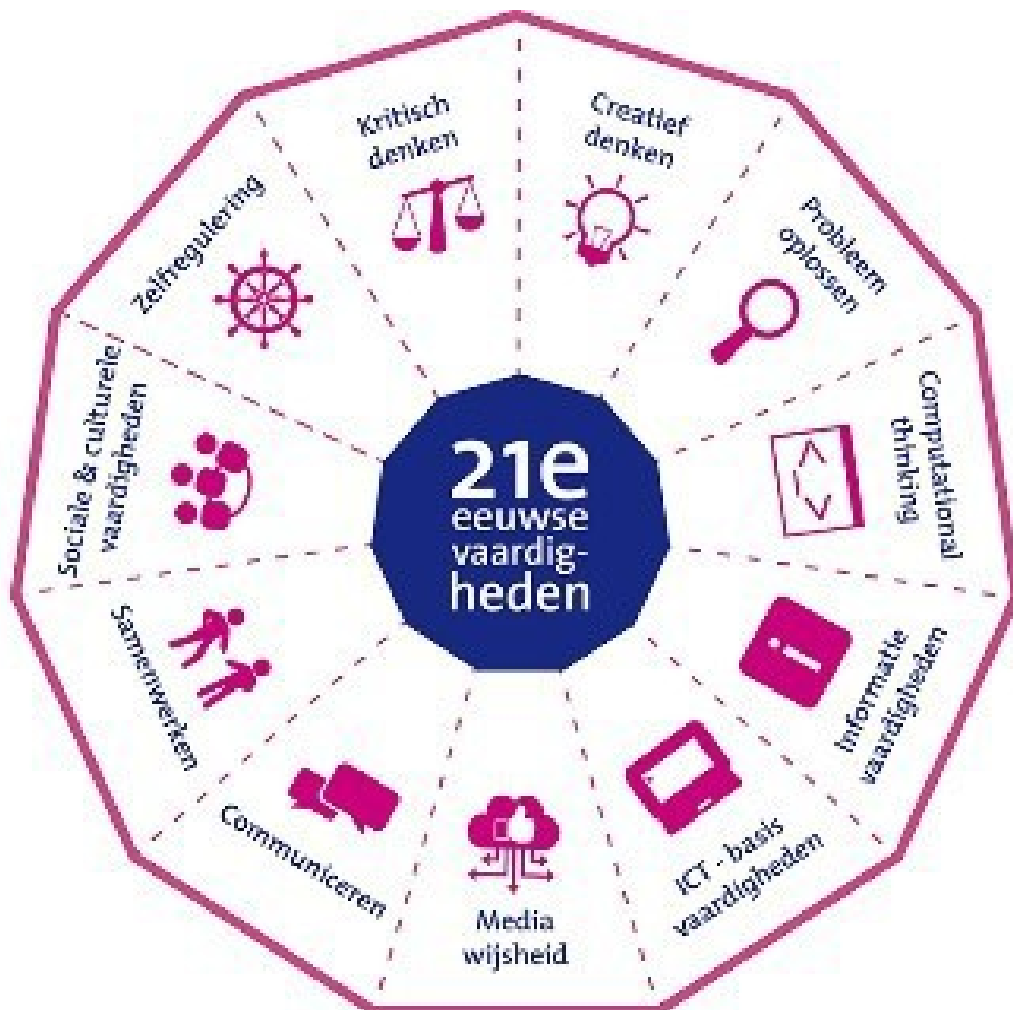 21e
eeuwse
vaardig-
heden
Creatief
denken
Probleem
oplossen
Computational
thinking
Informatie
vaardigheden
ICT - basis
vaardigheden
Media
wijsheid
Communiceren
Samenwerken
Sociale & culturele
vaardigheden
Zelfregulering
Kritisch
denken